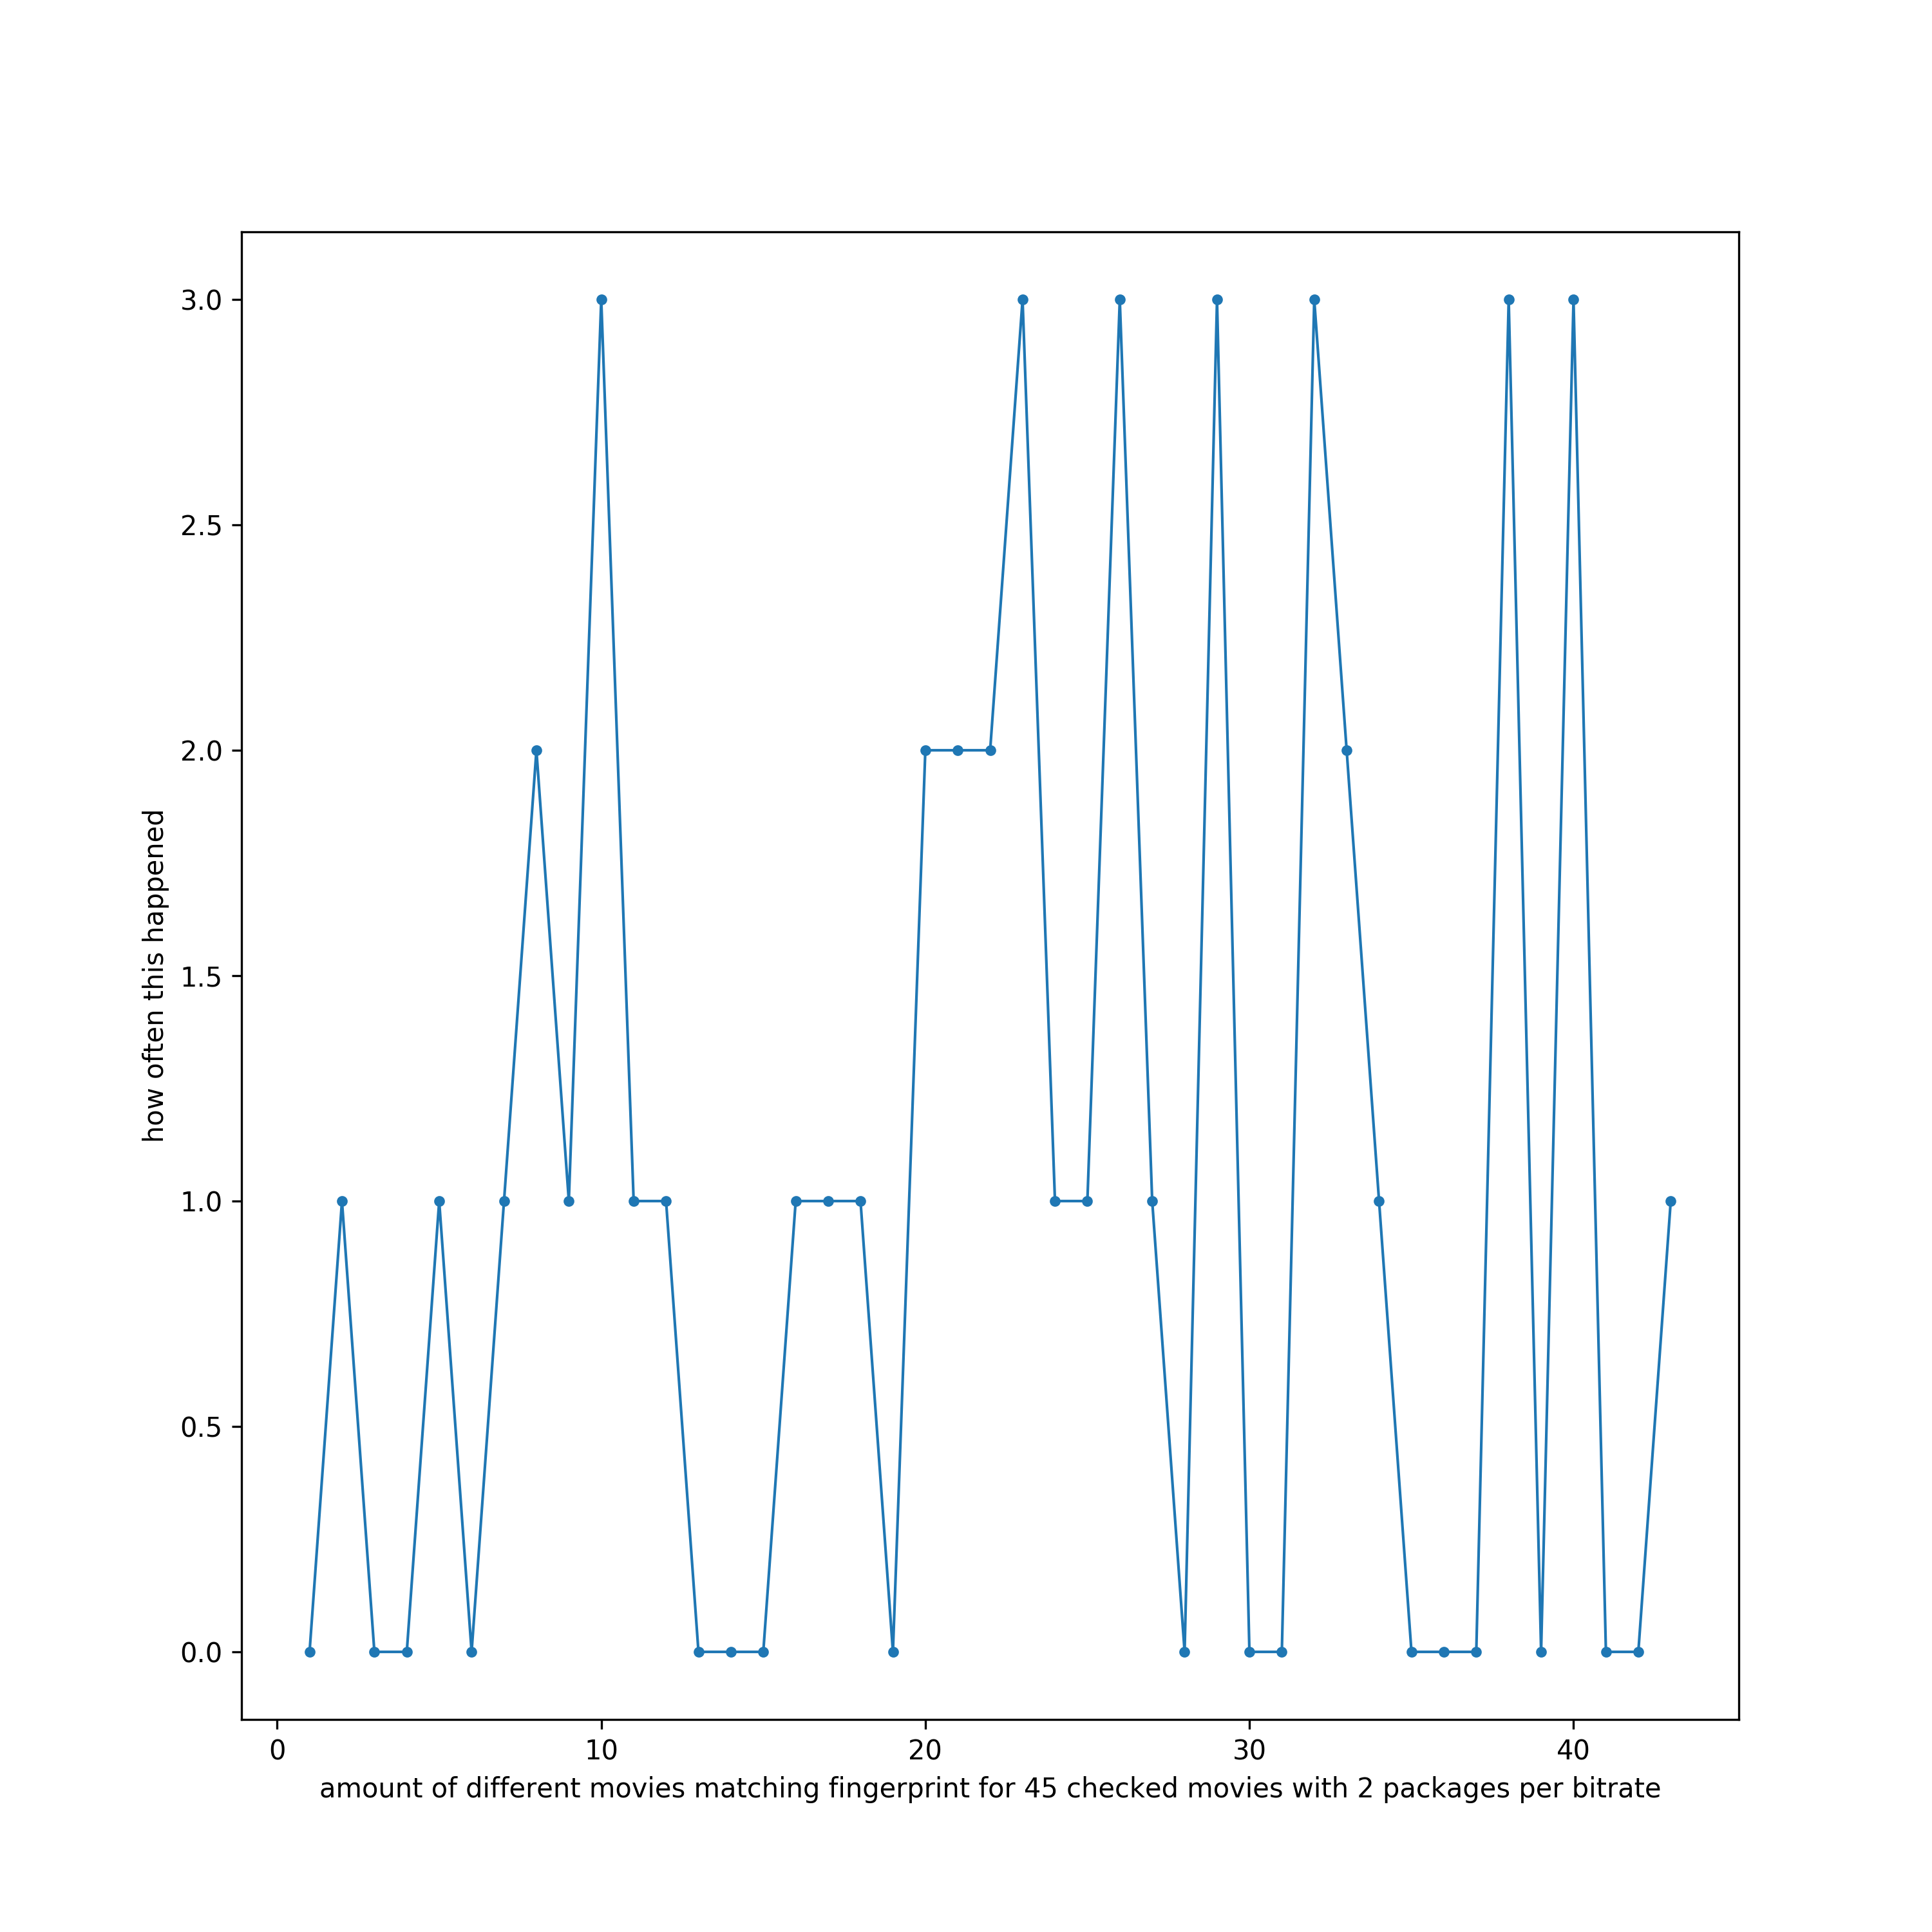 3.0
2.5
2.0
1.5
1.0
0.5
0.0
how often this happened
0 10 20 30 40
amount of different movies matching fingerprint for 45 checked movies with 2 packages per bitrate